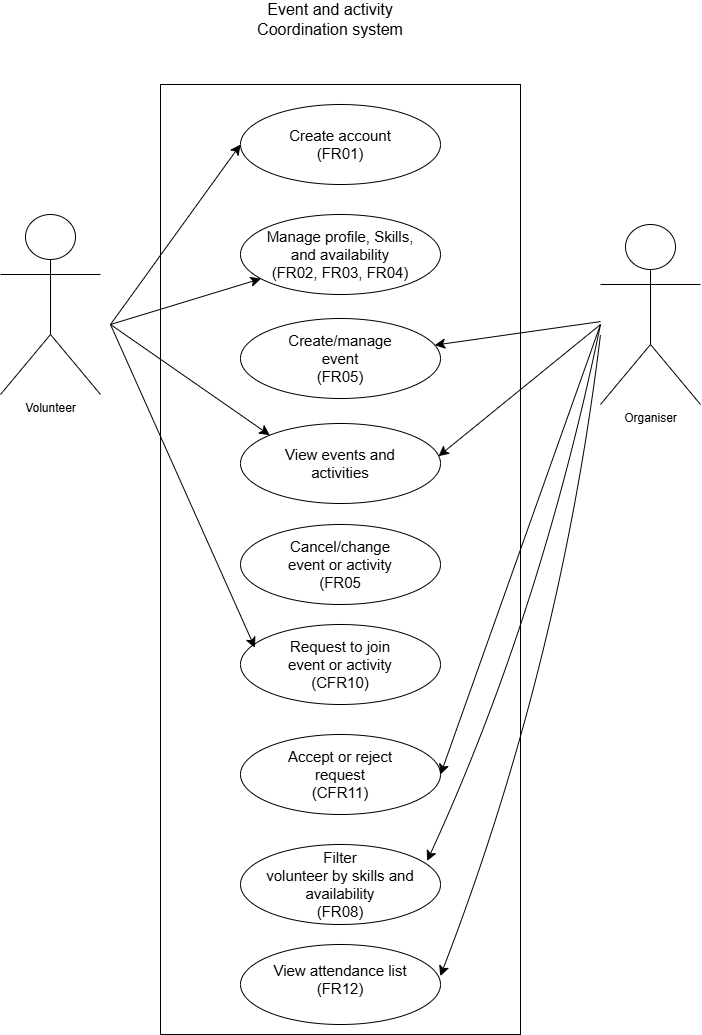 Event and activity
Coordination system
Create account
(FR01)
Manage profile, Skills,
and availability
(FR02, FR03, FR04)
Create/manage
event
(FR05)
Volunteer
Organiser
View events and
activities
Cancel/change
event or activity
(FR05
Request to join
event or activity
(CFR10)
Accept or reject
request
(CFR11)
Filter
volunteer by skills and
availability
(FR08)
View attendance list
(FR12)